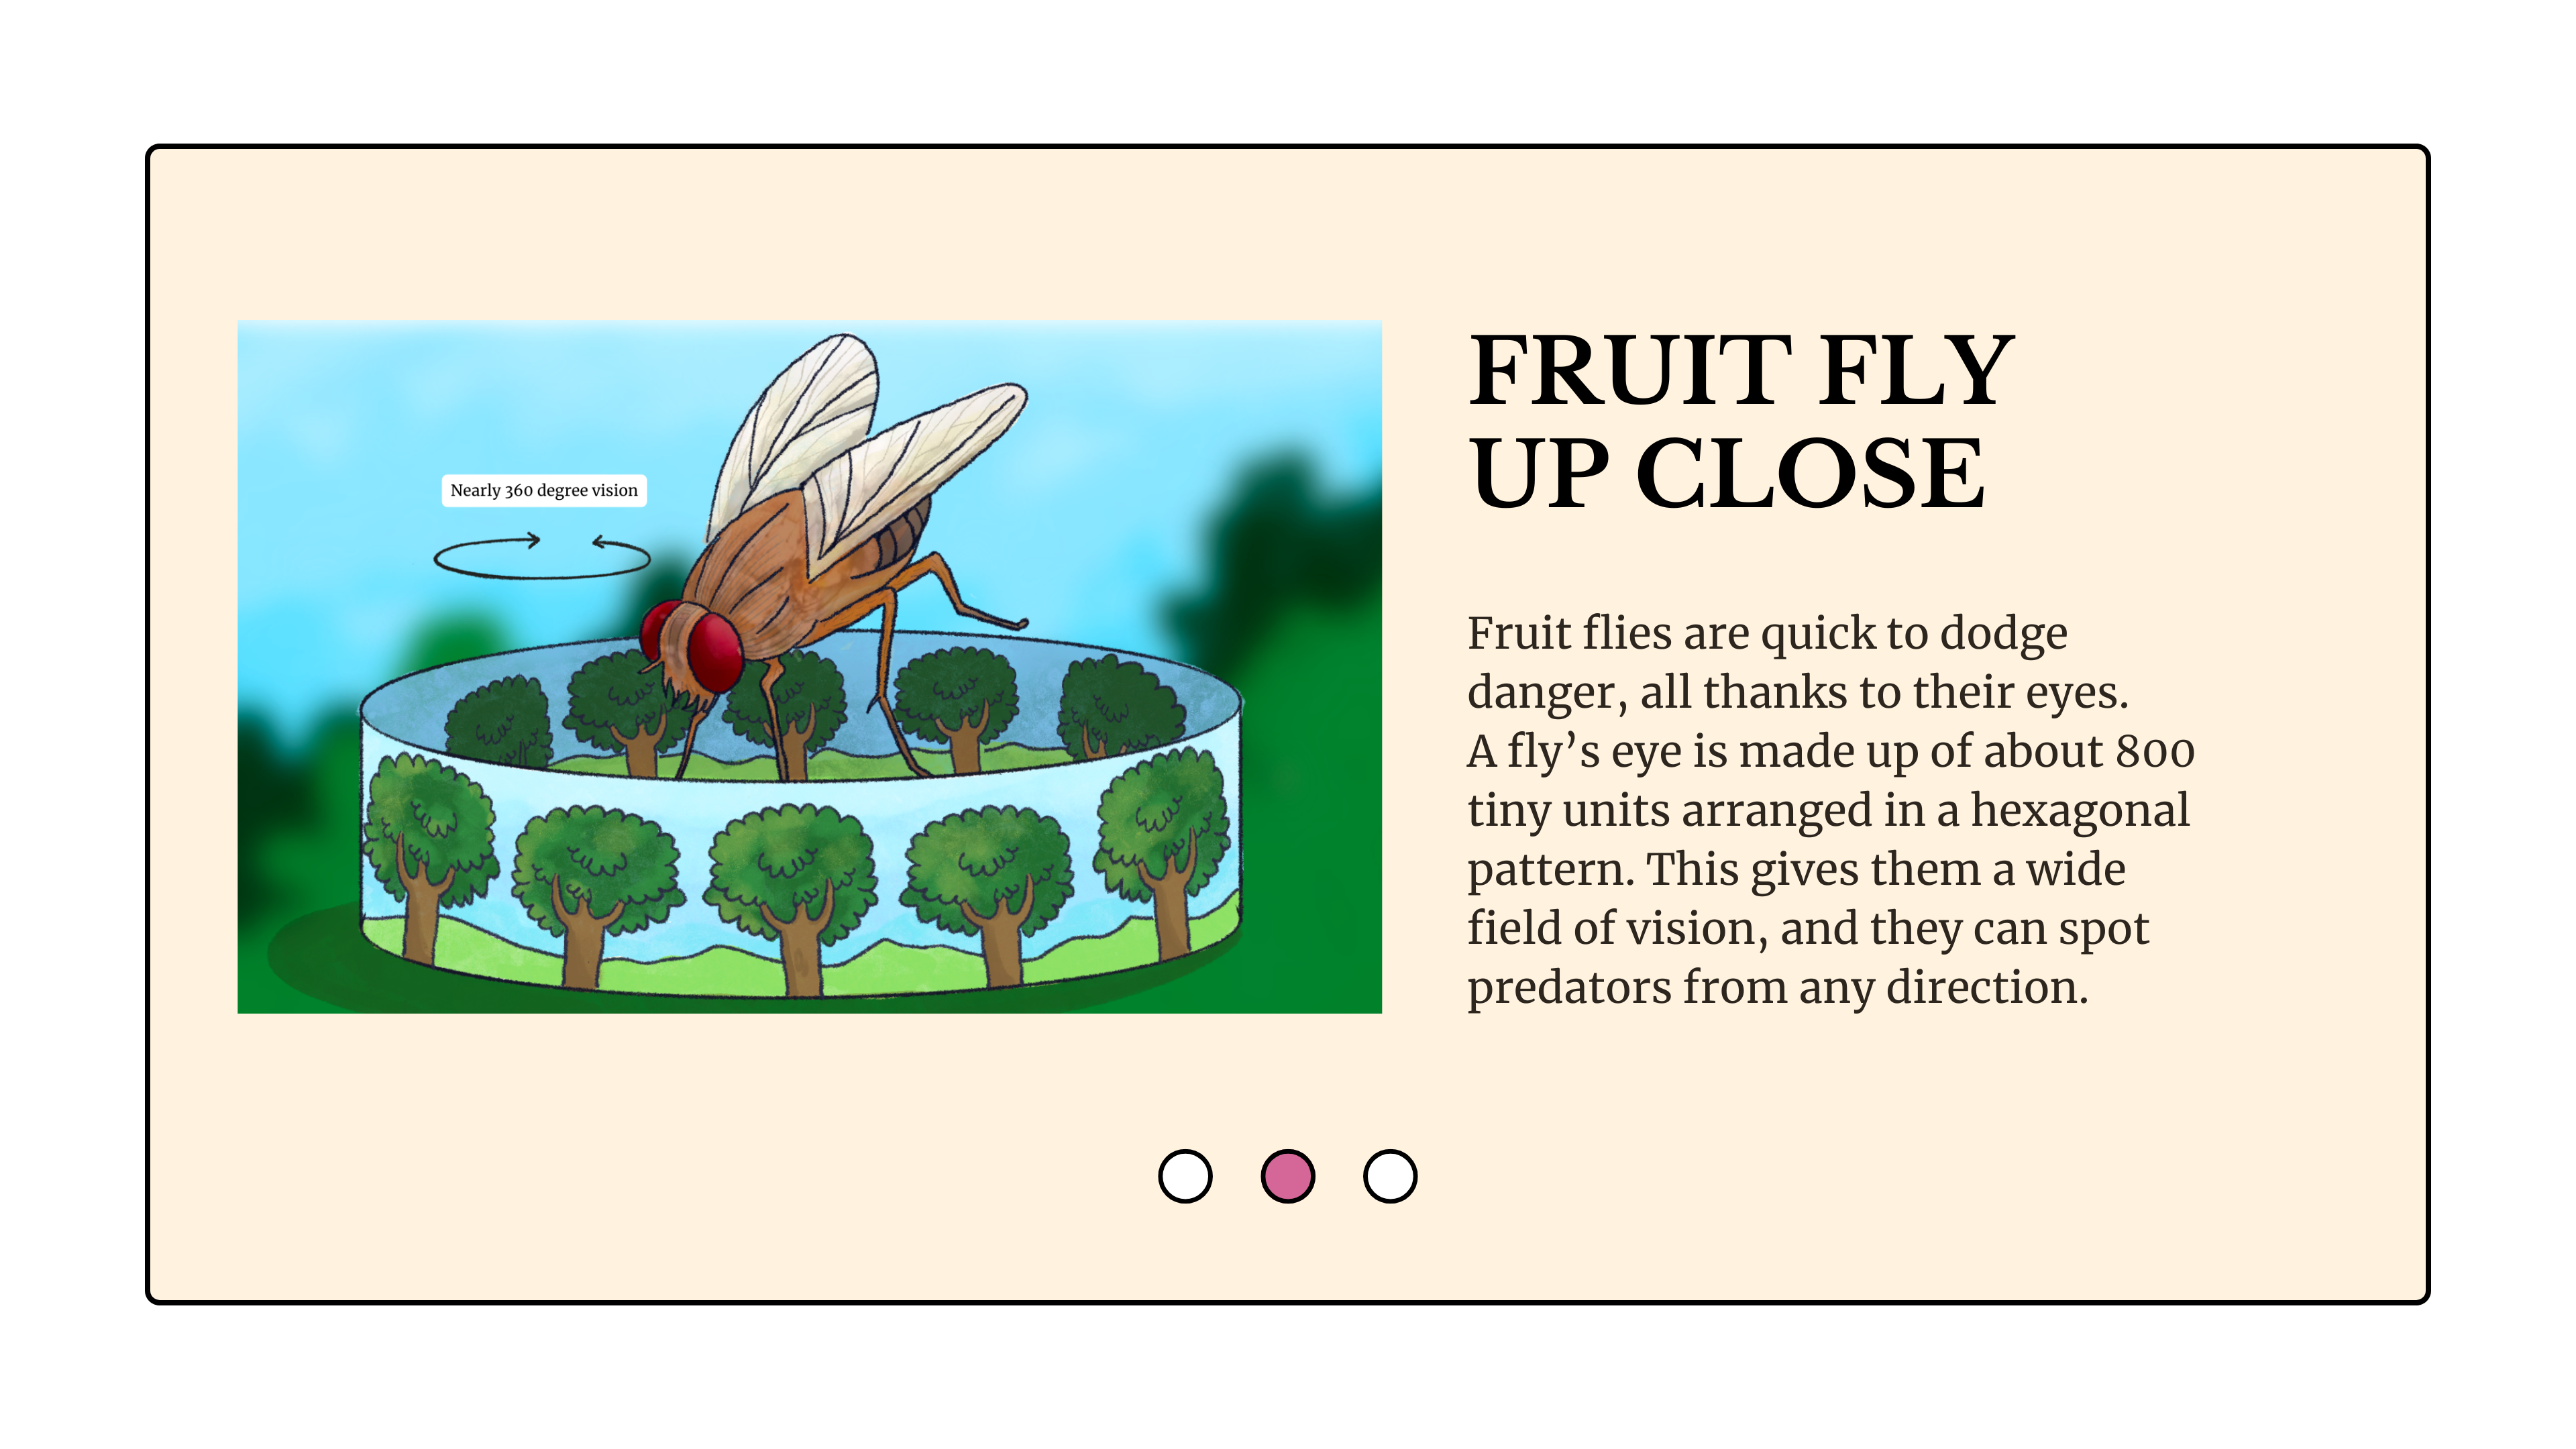 Nearly 360 degree vision
FRUIT FLY
UP CLOSE
Fruit flies are quick to dodge
danger, all thanks to their eyes.
A fly’s eye is made up of about 800
tiny units arranged in a hexagonal
pattern. This gives them a wide
field of vision, and they can spot
predators from any direction.